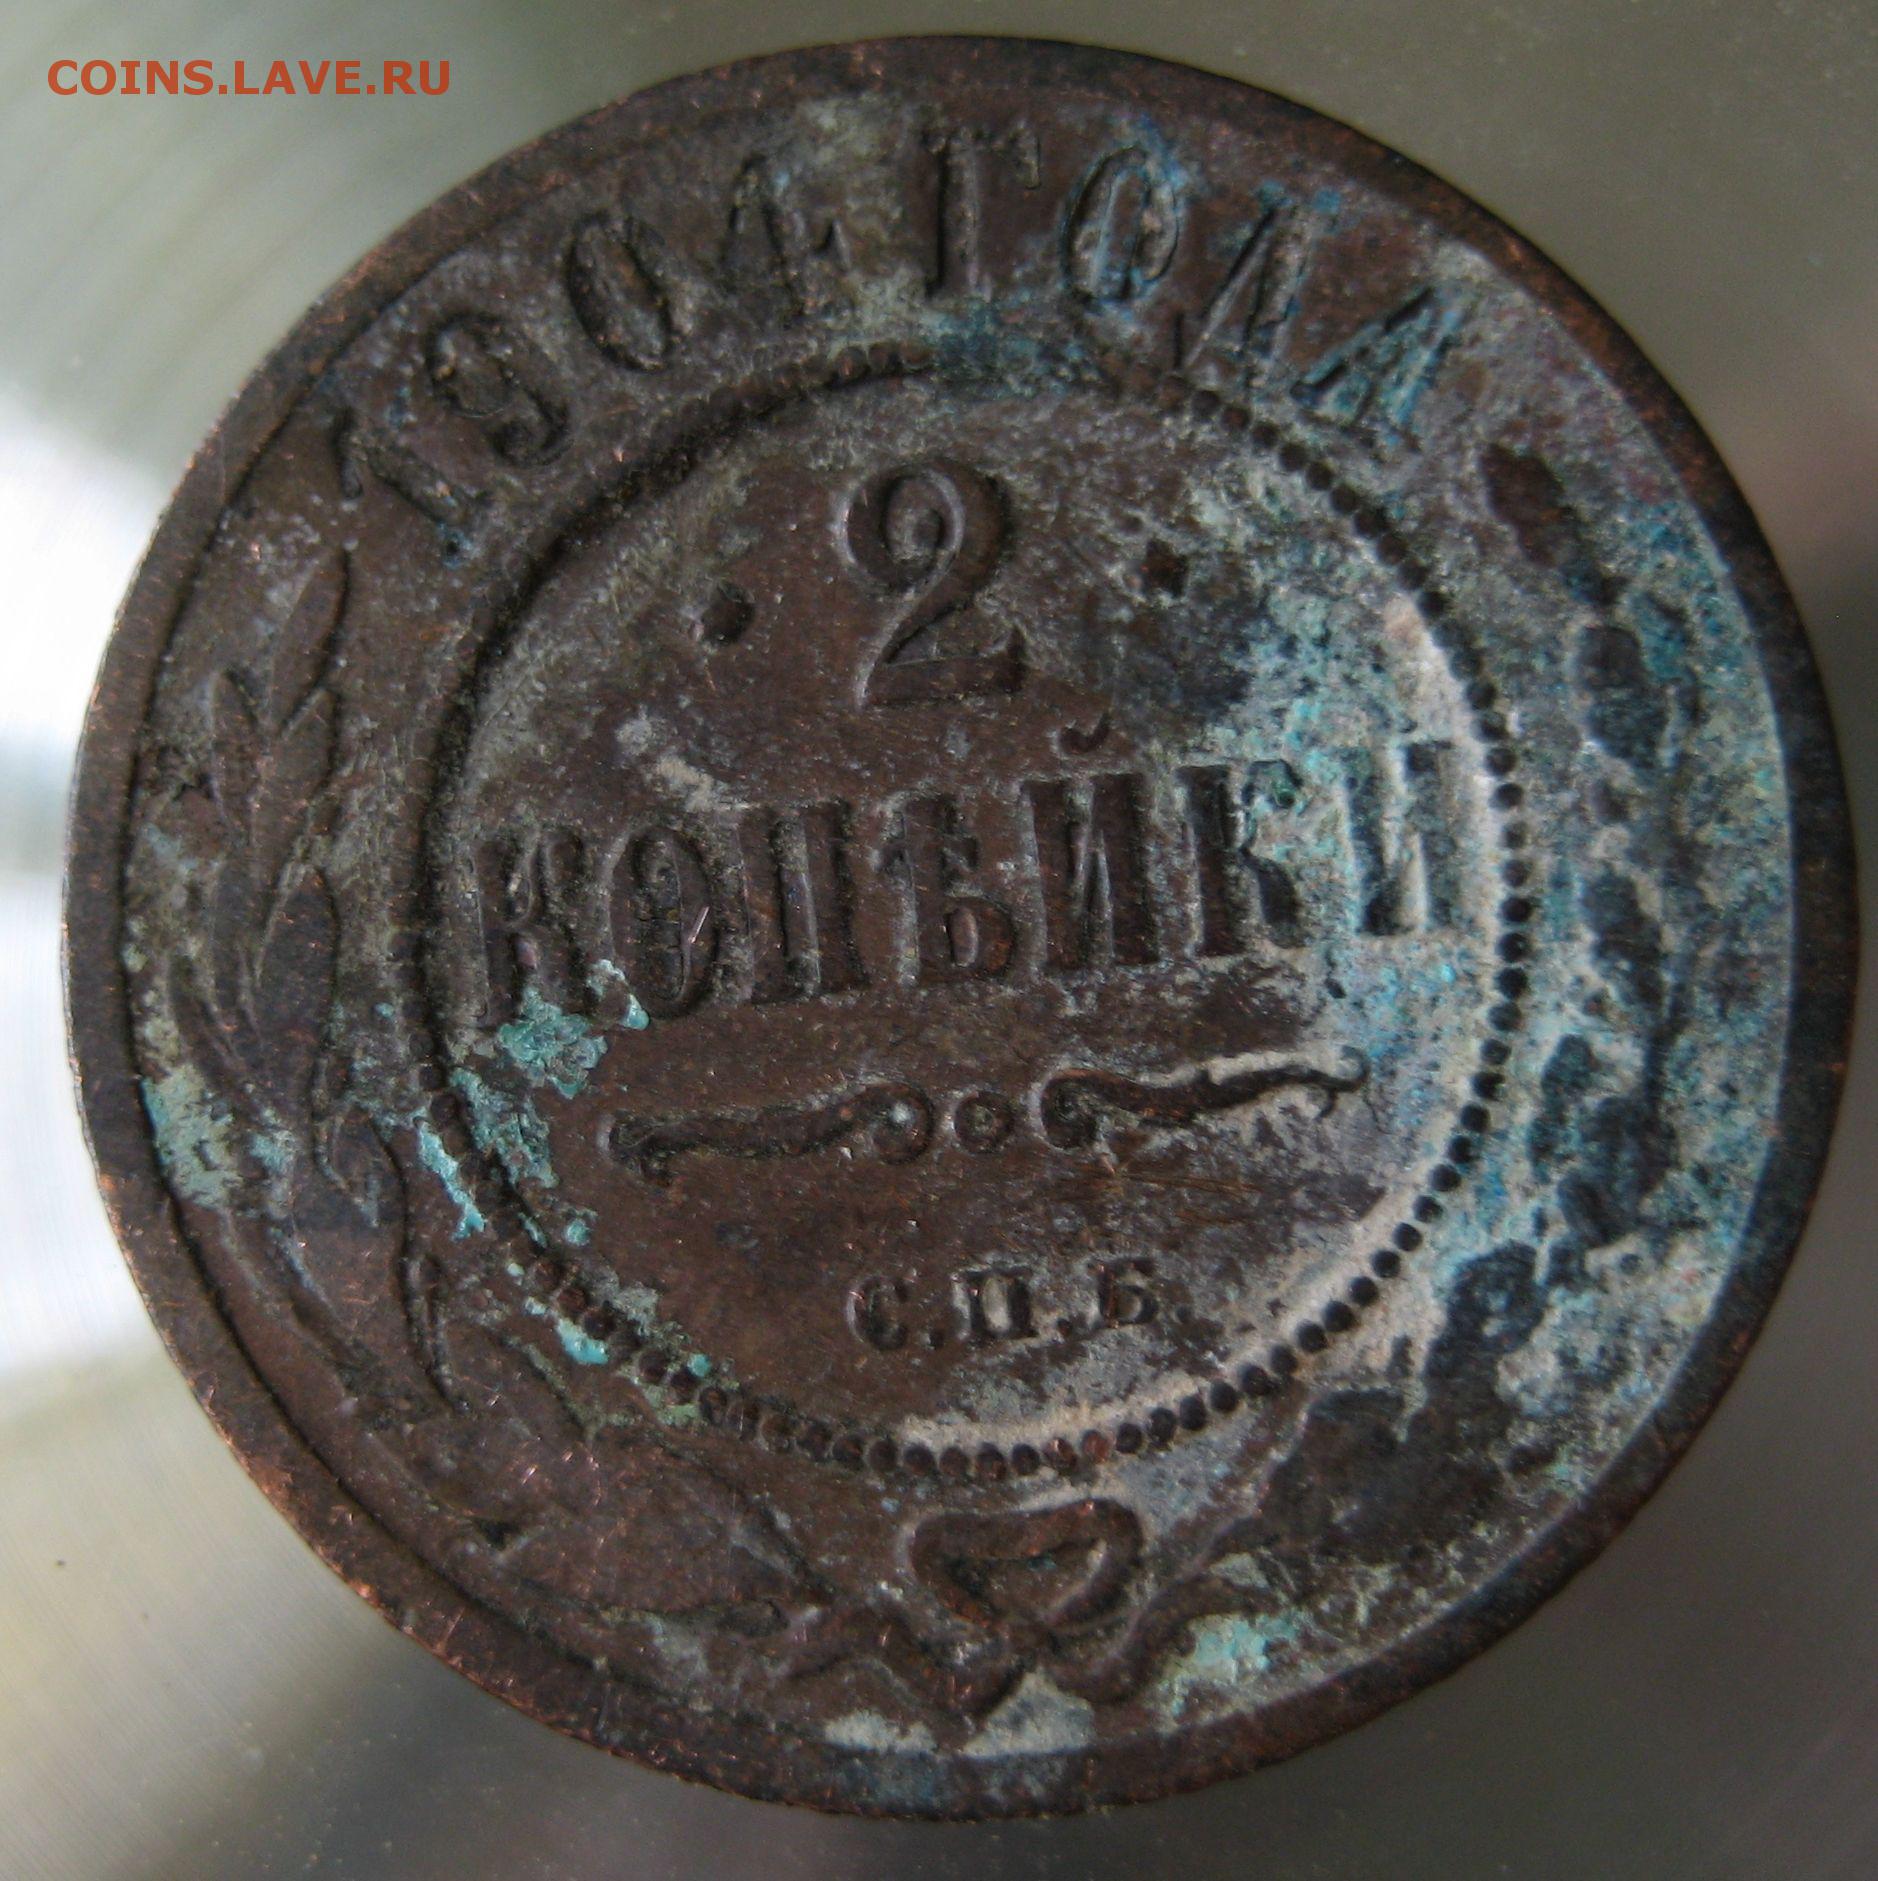 COINS.LAVE.RU
1904 ГОДА
2
КОПѢЙКИ
С.П.Б.